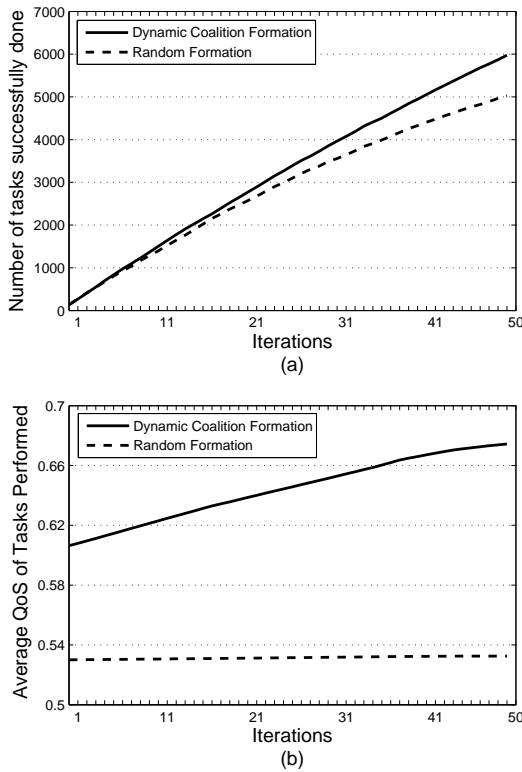 Number of tasks successfully done
7000
6000
5000
4000
3000
2000
1000
0
Dynamic Coalition Formation
Random Formation
1 11 21 31 41 50
Iterations
(a)
Average QoS of Tasks Performed
0.7
0.66
0.62
0.58
0.54
0.5
Dynamic Coalition Formation
Random Formation
1 11 21 31 41 50
Iterations
(b)